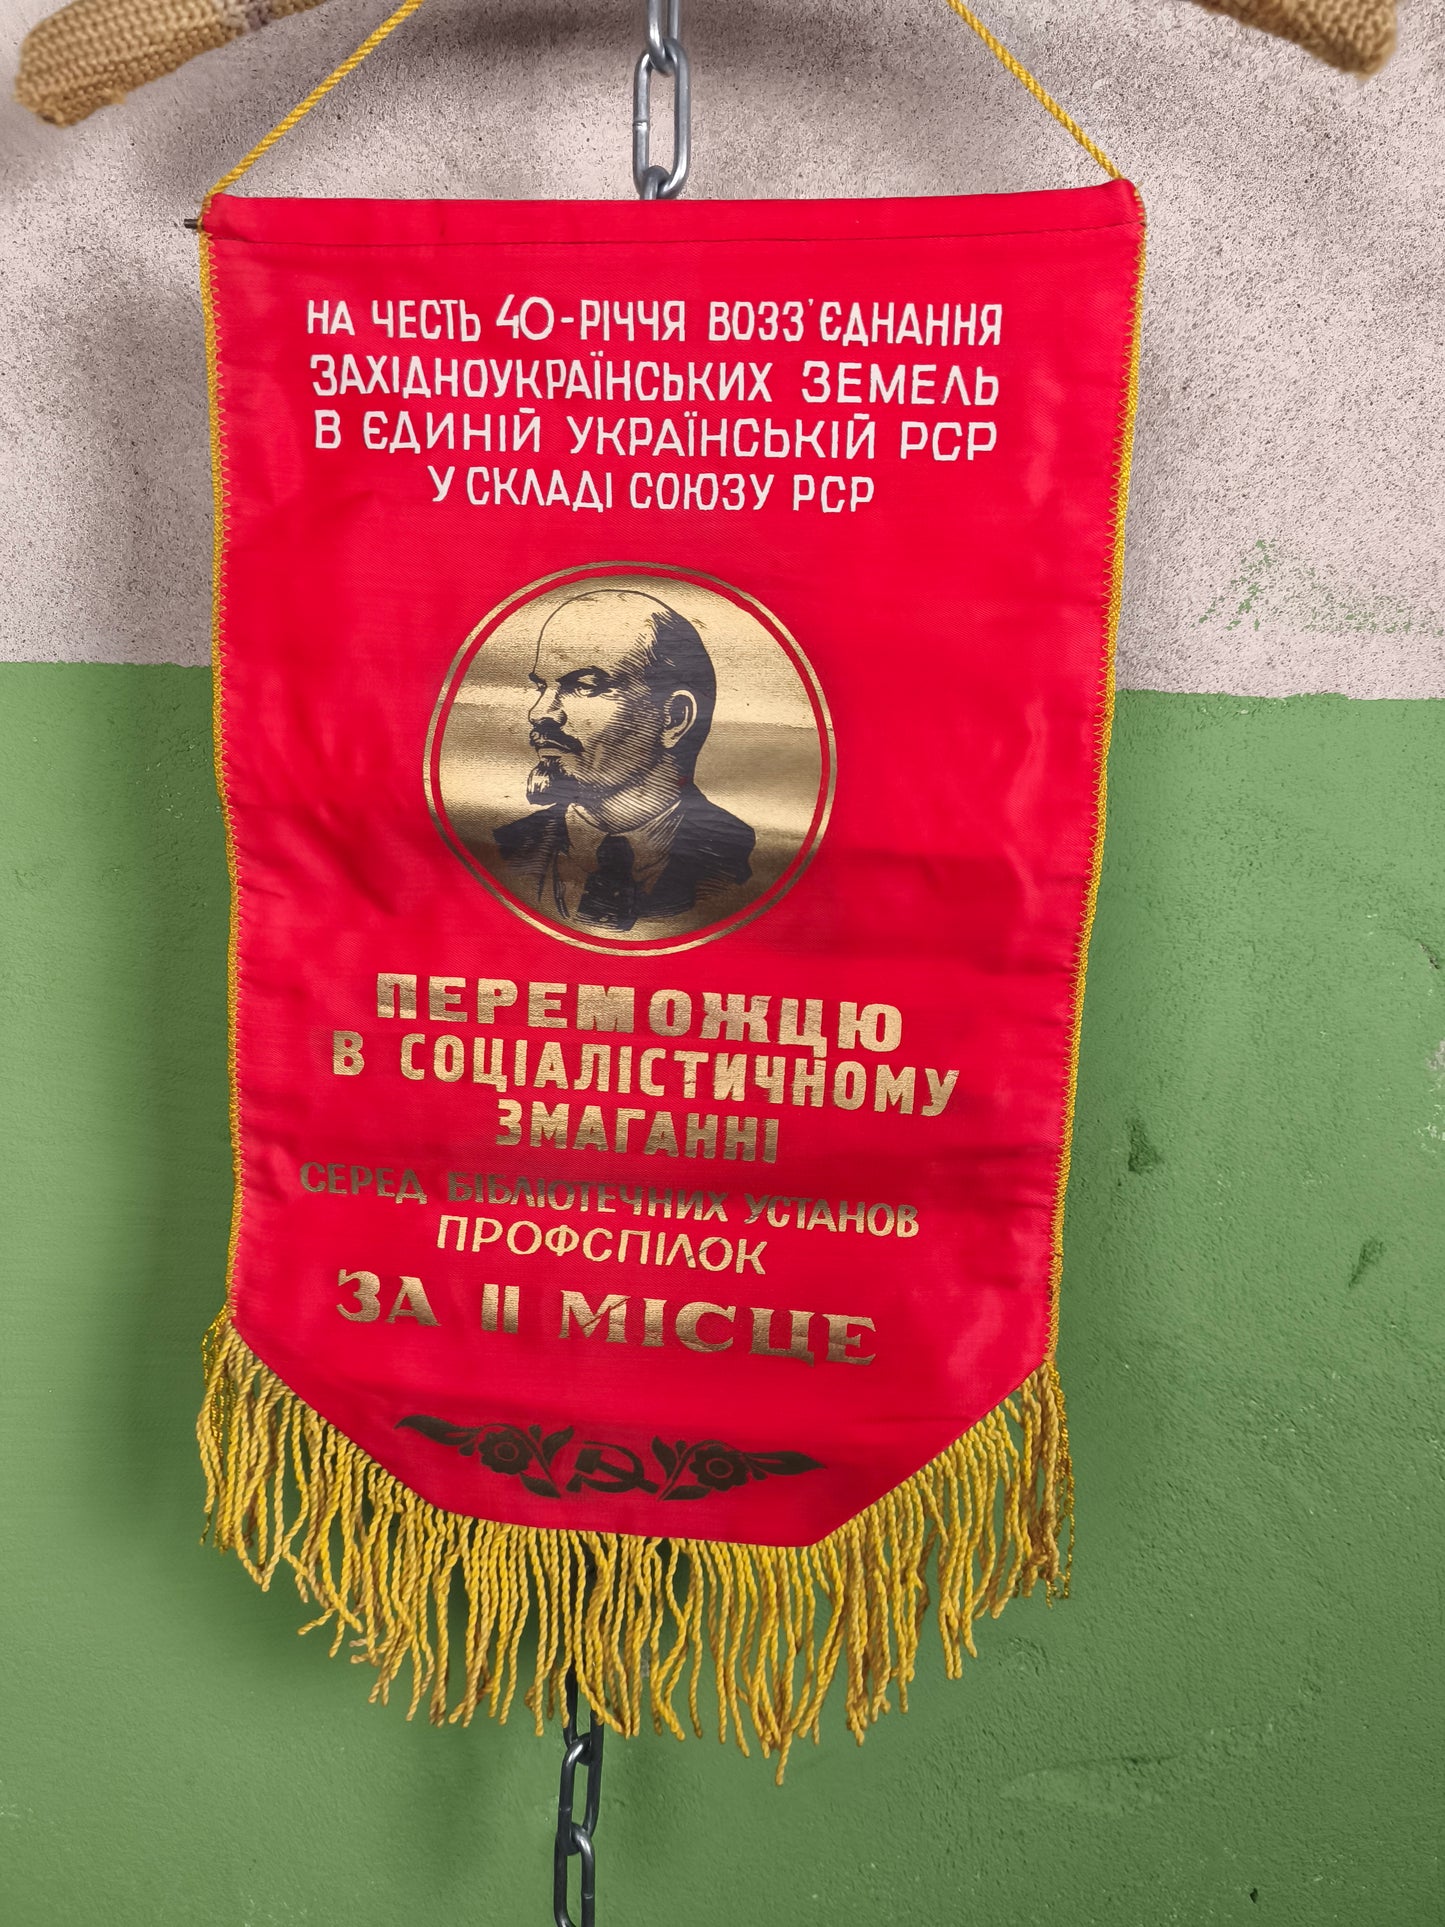 НА ЧЕСТЬ 40-РІЧЧЯ ВОЗЗ'ЄДНАННЯ
ЗАХІДНОУКРАЇНСЬКИХ ЗЕМЕЛЬ
В ЄДИНІЙ УКРАЇНСЬКІЙ РСР
У СКЛАДІ СОЮЗУ РСР
ПЕРЕМОЖЦЮ
В СОЦІАЛІСТИЧНОМУ
ЗМАГАННІ
СЕРЕД БІБЛІОТЕЧНИХ УСТАНОВ
ПРОФСПІЛОК
ЗА II МІСЦЕ